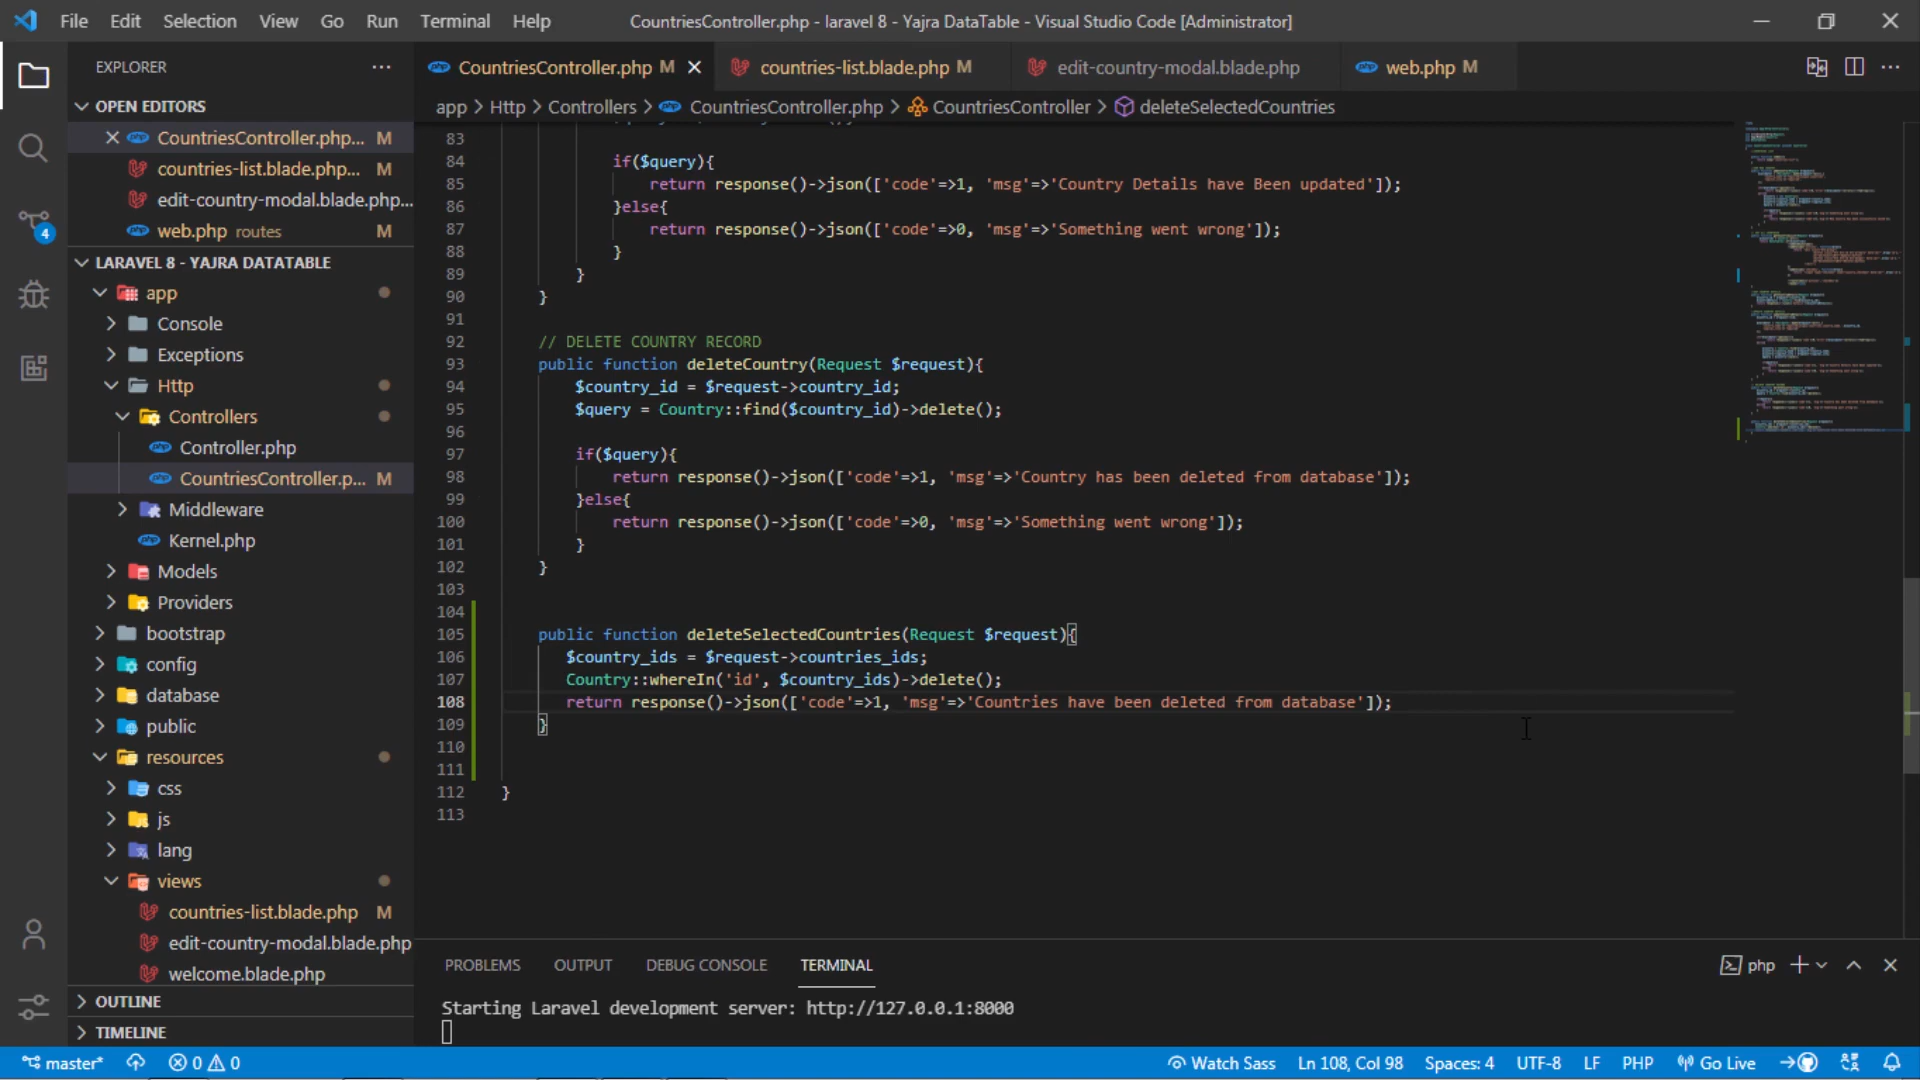 File Edit Selection View Go Run Terminal Help CountriesController.php - laravel 8 - Yajra DataTable - Visual Studio Code [Administrator]
EXPLORER
CountriesController.php M
countries-list.blade.php M
edit-country-modal.blade.php
web.php M
OPEN EDITORS
app > Http > Controllers > CountriesController.php > CountriesController > deleteSelectedCountries
CountriesController.php... M
countries-list.blade.php... M
edit-country-modal.blade.php...
web.php routes M
LARAVEL 8 - YAJRA DATATABLE
app
Console
Exceptions
Http
Controllers
Controller.php
CountriesController.p... M
Middleware
Kernel.php
Models
Providers
bootstrap
config
database
public
resources
css
js
lang
views
countries-list.blade.php M
edit-country-modal.blade.php
welcome.blade.php
OUTLINE
TIMELINE
4
83
84 if($query){
85 return response()->json(['code'=>1, 'msg'=>'Country Details have Been updated']);
86 }else{
87 return response()->json(['code'=>0, 'msg'=>'Something went wrong']);
88 }
89 }
90 }
91
92 // DELETE COUNTRY RECORD
93 public function deleteCountry(Request $request){
94 $country_id = $request->country_id;
95 $query = Country::find($country_id)->delete();
96
97 if($query){
98 return response()->json(['code'=>1, 'msg'=>'Country has been deleted from database']);
99 }else{
100 return response()->json(['code'=>0, 'msg'=>'Something went wrong']);
101 }
102 }
103
104
105 public function deleteSelectedCountries(Request $request){
106 $country_ids = $request->countries_ids;
107 Country::whereIn('id', $country_ids)->delete();
108 return response()->json(['code'=>1, 'msg'=>'Countries have been deleted from database']);
109 }
110
111
112 }
113
PROBLEMS OUTPUT DEBUG CONSOLE TERMINAL
php
Starting Laravel development server: http://127.0.0.1:8000
master* 0 0 Watch Sass Ln 108, Col 98 Spaces: 4 UTF-8 LF PHP Go Live